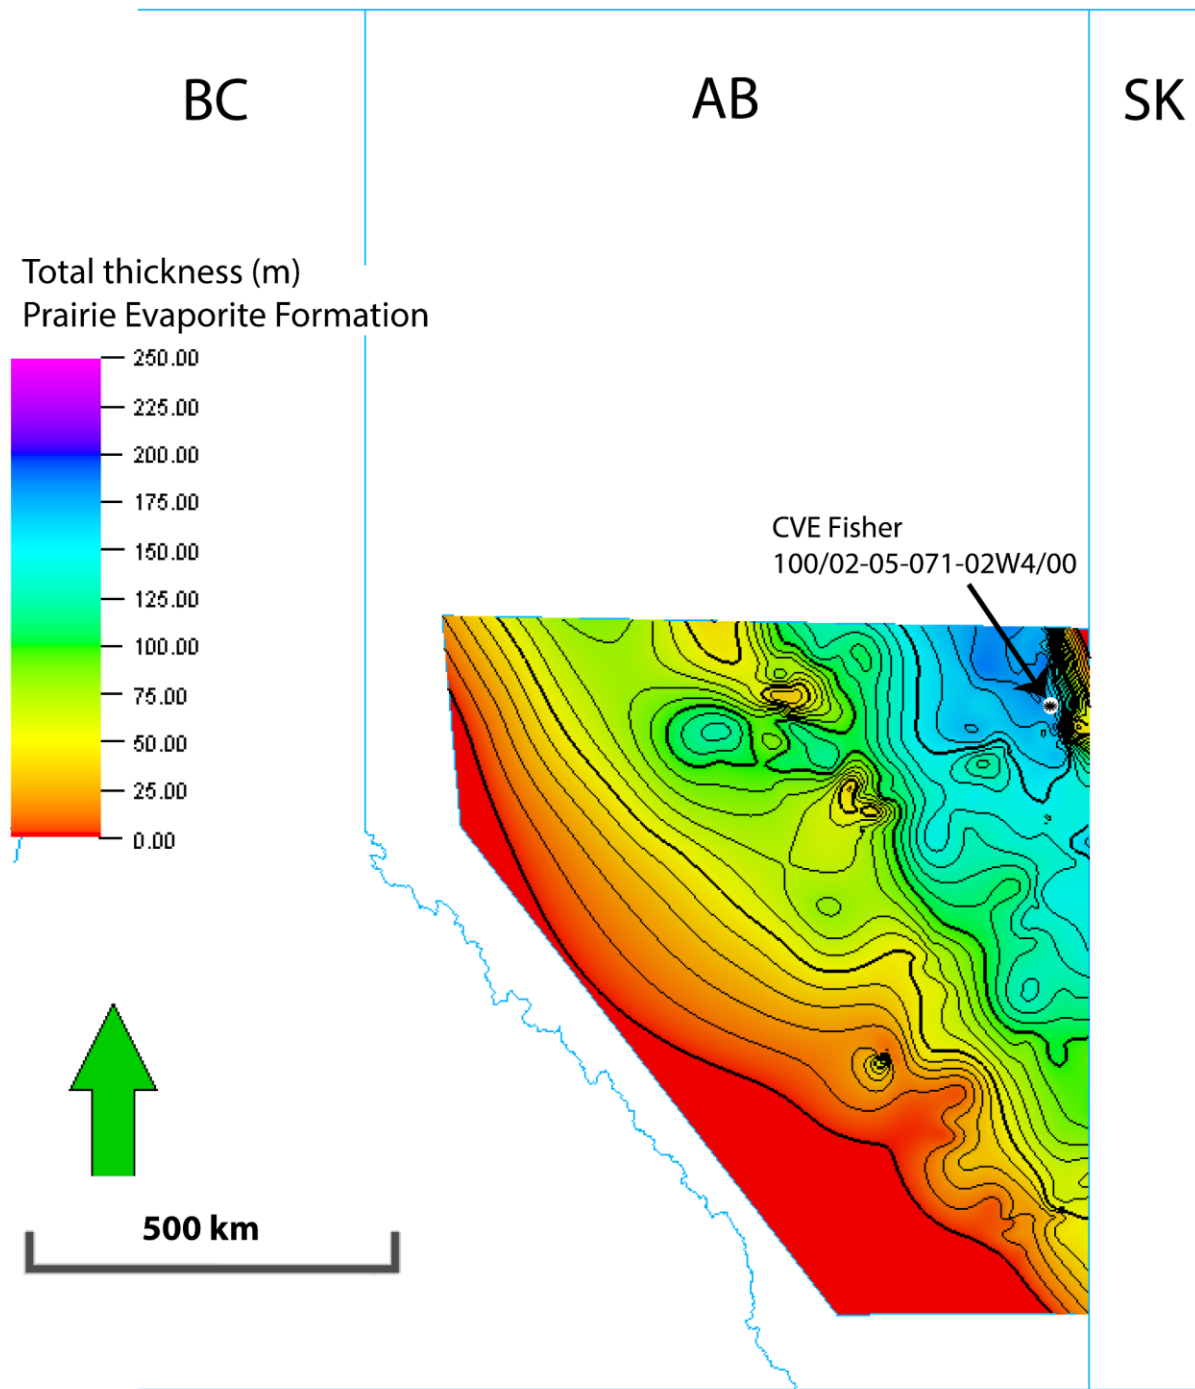 BC
AB
SK
Total thickness (m)
Prairie Evaporite Formation
250.00
225.00
200.00
175.00
150.00
125.00
100.00
75.00
50.00
25.00
0.00
CVE Fisher
100/02-05-071-02W4/00
500 km